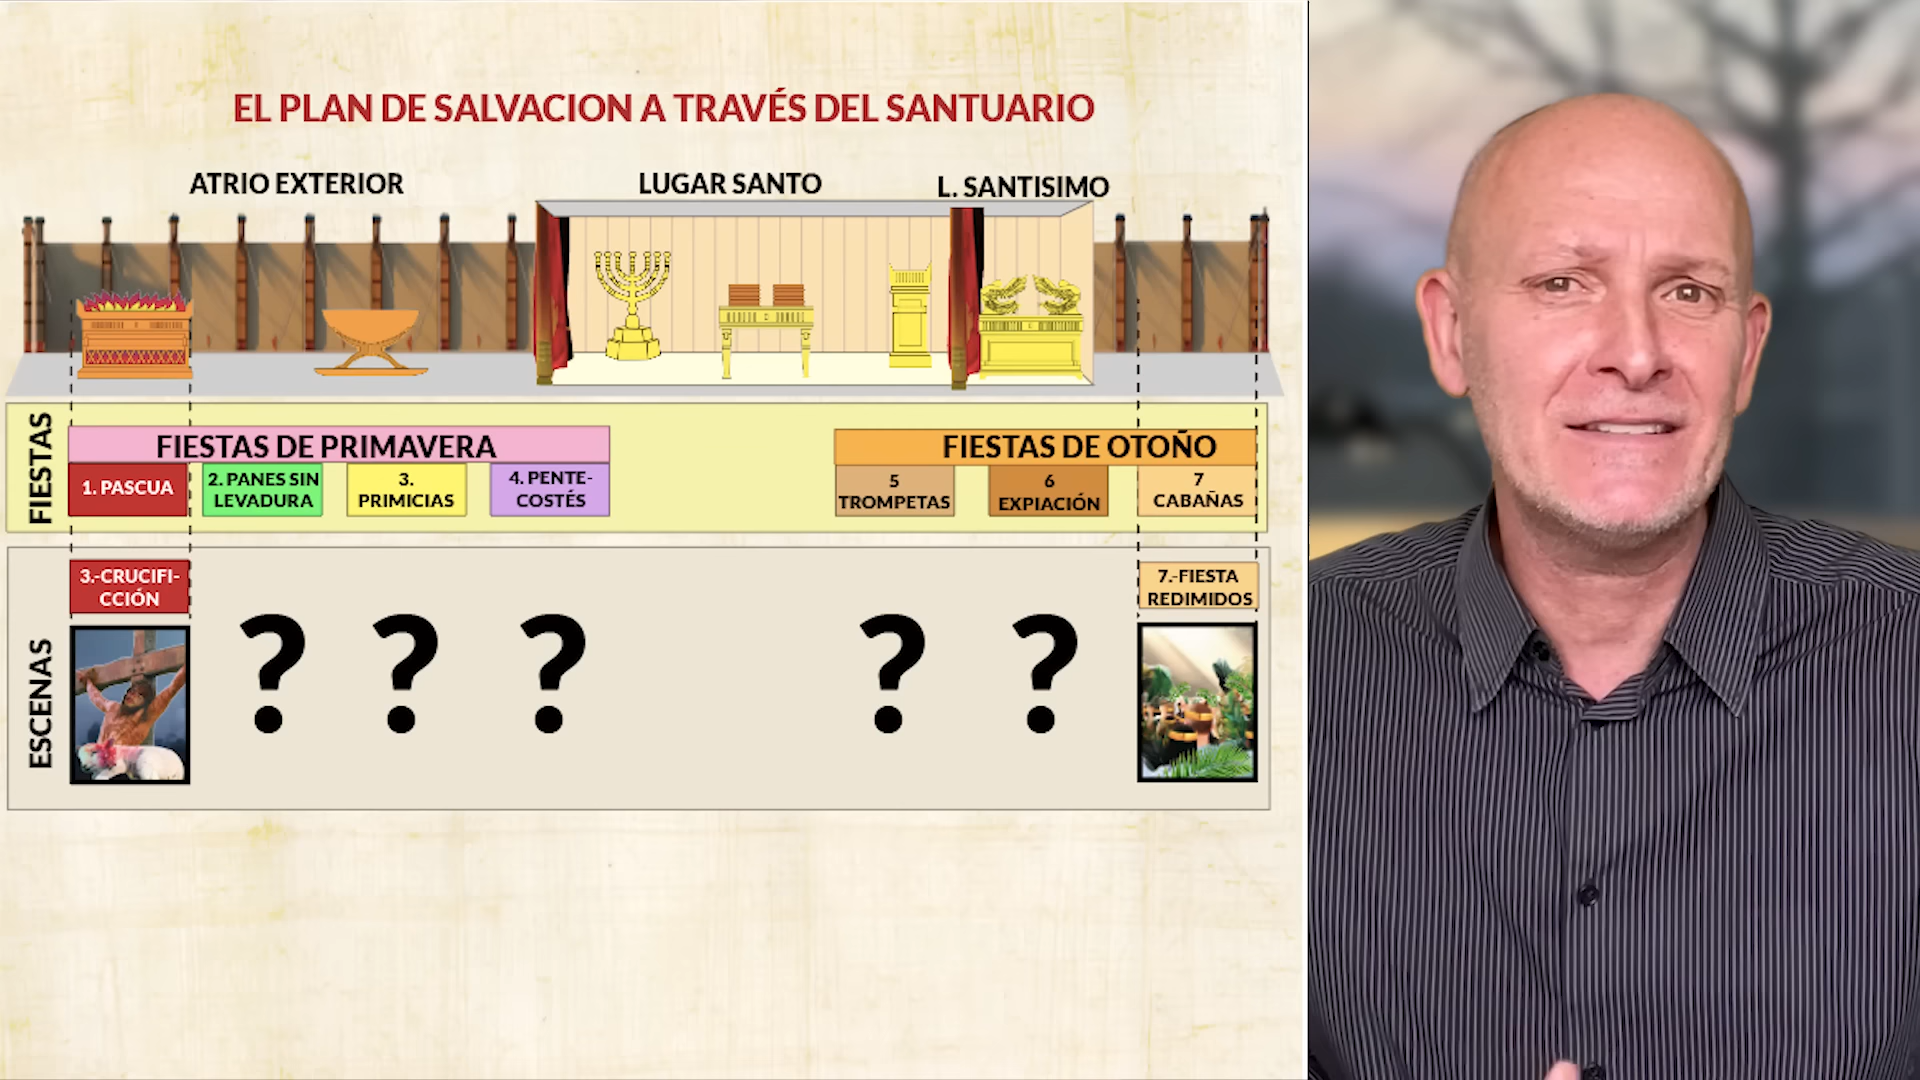 EL PLAN DE SALVACION A TRAVÉS DEL SANTUARIO
ATRIO EXTERIOR
LUGAR SANTO
L. SANTISIMO
FIESTAS
FIESTAS DE PRIMAVERA
1. PASCUA
2. PANES SIN
LEVADURA
3.
PRIMICIAS
4. PENTE-
COSTÉS
FIESTAS DE OTOÑO
5
TROMPETAS
6
EXPIACIÓN
7
CABAÑAS
ESCENAS
3.-CRUCIFI-
CCIÓN
? ? ? ? ?
7.-FIESTA
REDIMIDOS